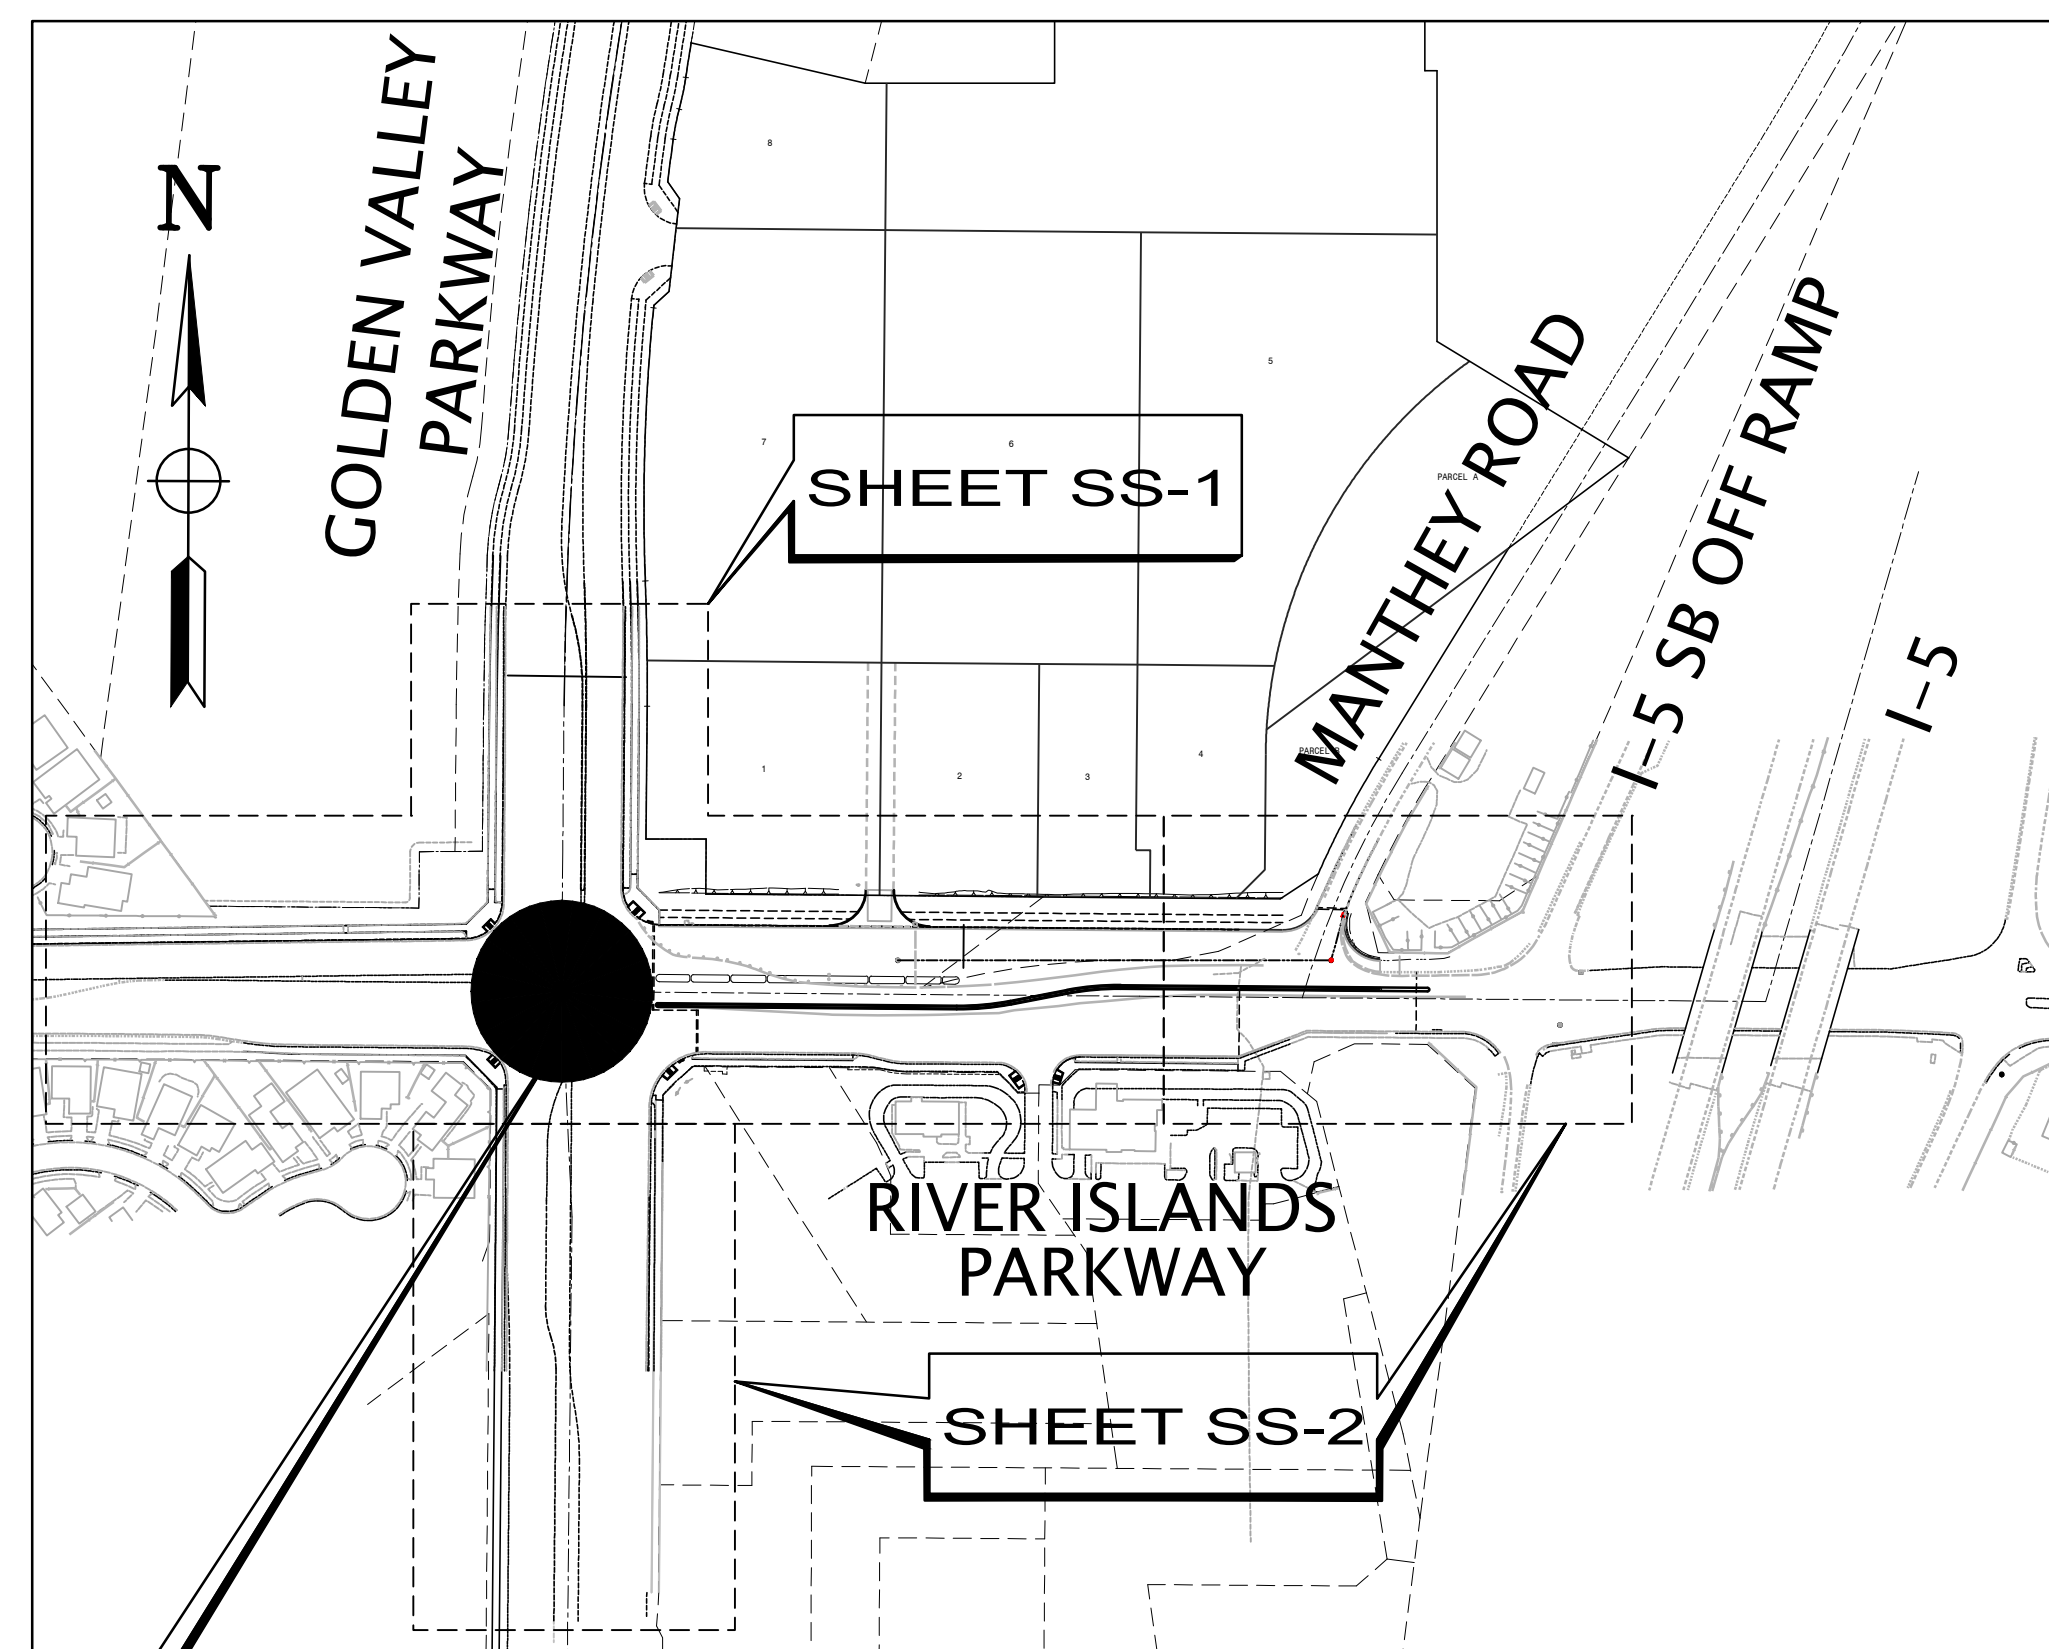 N
GOLDEN VALLEY
PARKWAY
8
7
6
5
SHEET SS-1
PARCEL A
MANTHEY ROAD
I-5 SB OFF RAMP
I-5
1
2
3
4
PARCEL B
RIVER ISLANDS
PARKWAY
SHEET SS-2